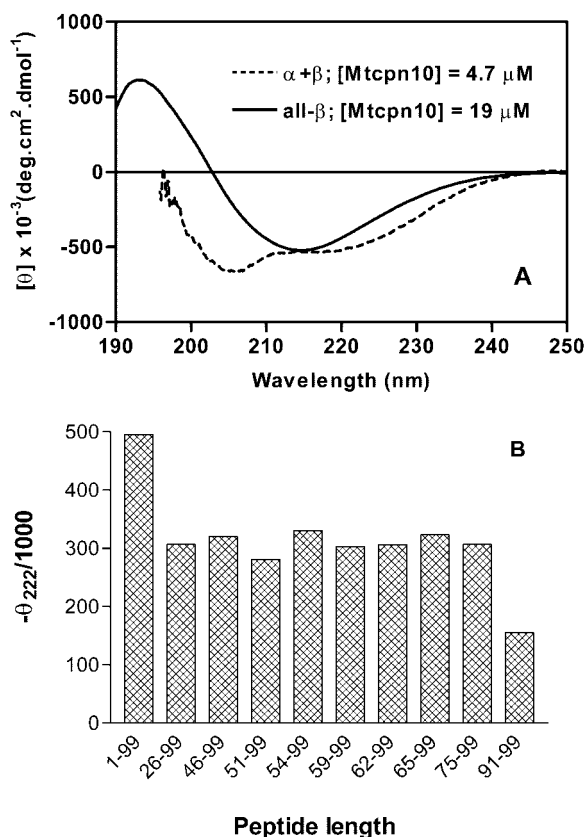 1000
500
0
-500
-1000
[θ] x 10⁻³(deg.cm².dmol⁻¹)
α+β; [Mtcpn10] = 4.7 μM
all-β; [Mtcpn10] = 19 μM
A
190 200 210 220 230 240 250
Wavelength (nm)
B
500
400
300
200
100
0
-θ₂₂₂/1000
1-99 26-99 46-99 51-99 54-99 59-99 62-99 65-99 75-99 91-99
Peptide length